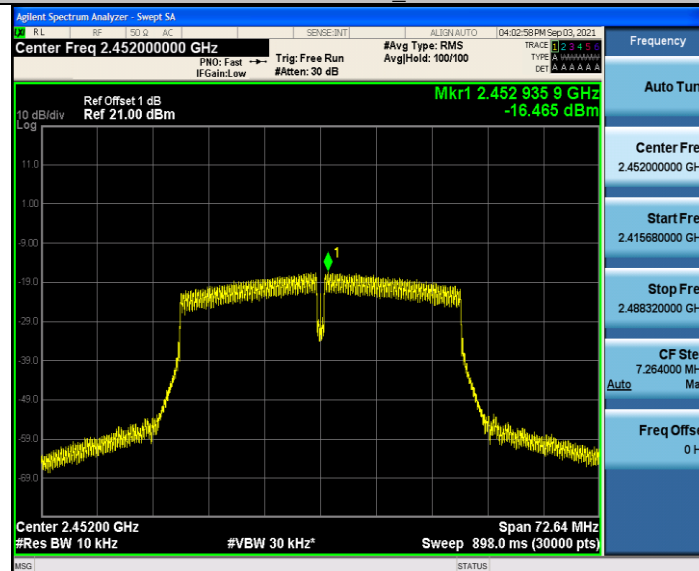 Agilent Spectrum Analyzer - Swept SA
RL RF 50 Ω AC SENSE:INT ALIGN AUTO 04:02:58 PM Sep 03, 2021
Center Freq 2.452000000 GHz
PNO: Fast
IFGain:Low
Trig: Free Run
#Atten: 30 dB
#Avg Type: RMS
Avg|Hold: 100/100
TRACE 1 2 3 4 5 6
TYPE A
DET A A A A A A
Ref Offset 1 dB
10 dB/div Ref 21.00 dBm
Log
Mkr1 2.452 935 9 GHz
-16.465 dBm
11.0
1.00
-9.00
-19.0
-29.0
-39.0
-49.0
-59.0
-69.0
1
Center 2.45200 GHz Span 72.64 MHz
#Res BW 10 kHz #VBW 30 kHz* Sweep 898.0 ms (30000 pts)
MSG STATUS
Frequency
Auto Tun
Center Fre
2.452000000 GH
Start Fre
2.415680000 GH
Stop Fre
2.488320000 GH
CF Ste
7.264000 MH
Auto Ma
Freq Offse
0 H